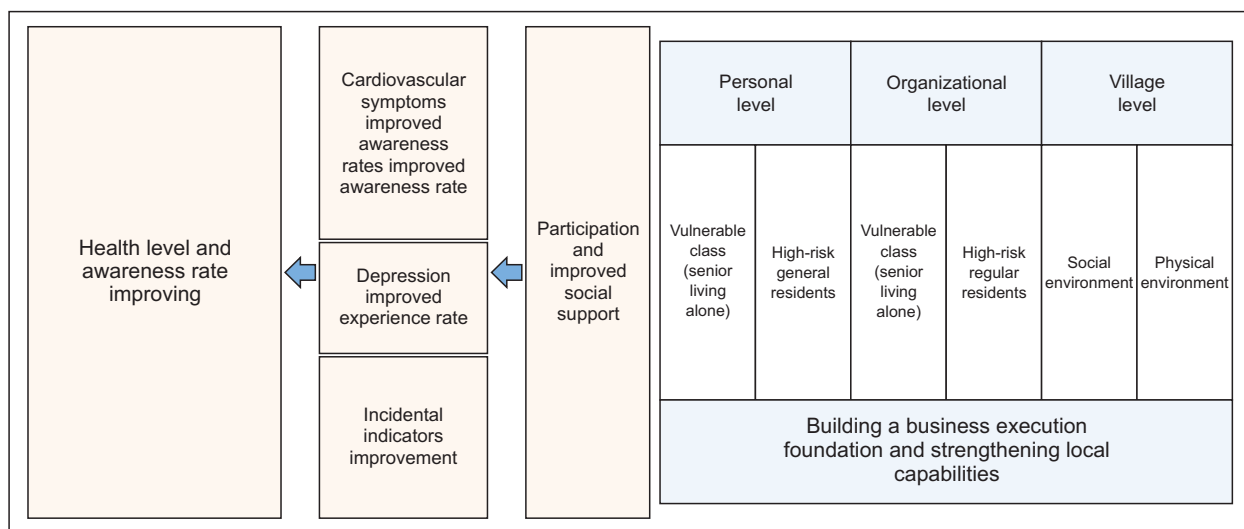 Health level and
awareness rate
improving
Cardiovascular
symptoms
improved
awareness
rates improved
awareness rate
Depression
improved
experience rate
Incidental
indicators
improvement
Participation
and
improved
social
support
Personal
level
Organizational
level
Village
level
Vulnerable
class
(senior
living
alone)
High-risk
general
residents
Vulnerable
class (senior
living
alone)
High-risk
regular
residents
Social
environment
Physical
environment
Building a business execution
foundation and strengthening local
capabilities